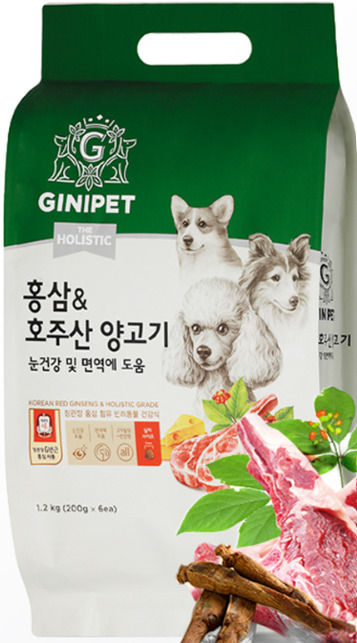 G
GINIPET
THE
HOLISTIC
홍삼&
호주산 양고기
눈건강 및 면역에 도움
KOREAN RED GINSENG & HOLISTIC GRADE
정관장 홍삼 함유 반려동물 건강식
1.2 kg (200g × 6ea)
all
G
GINIPET